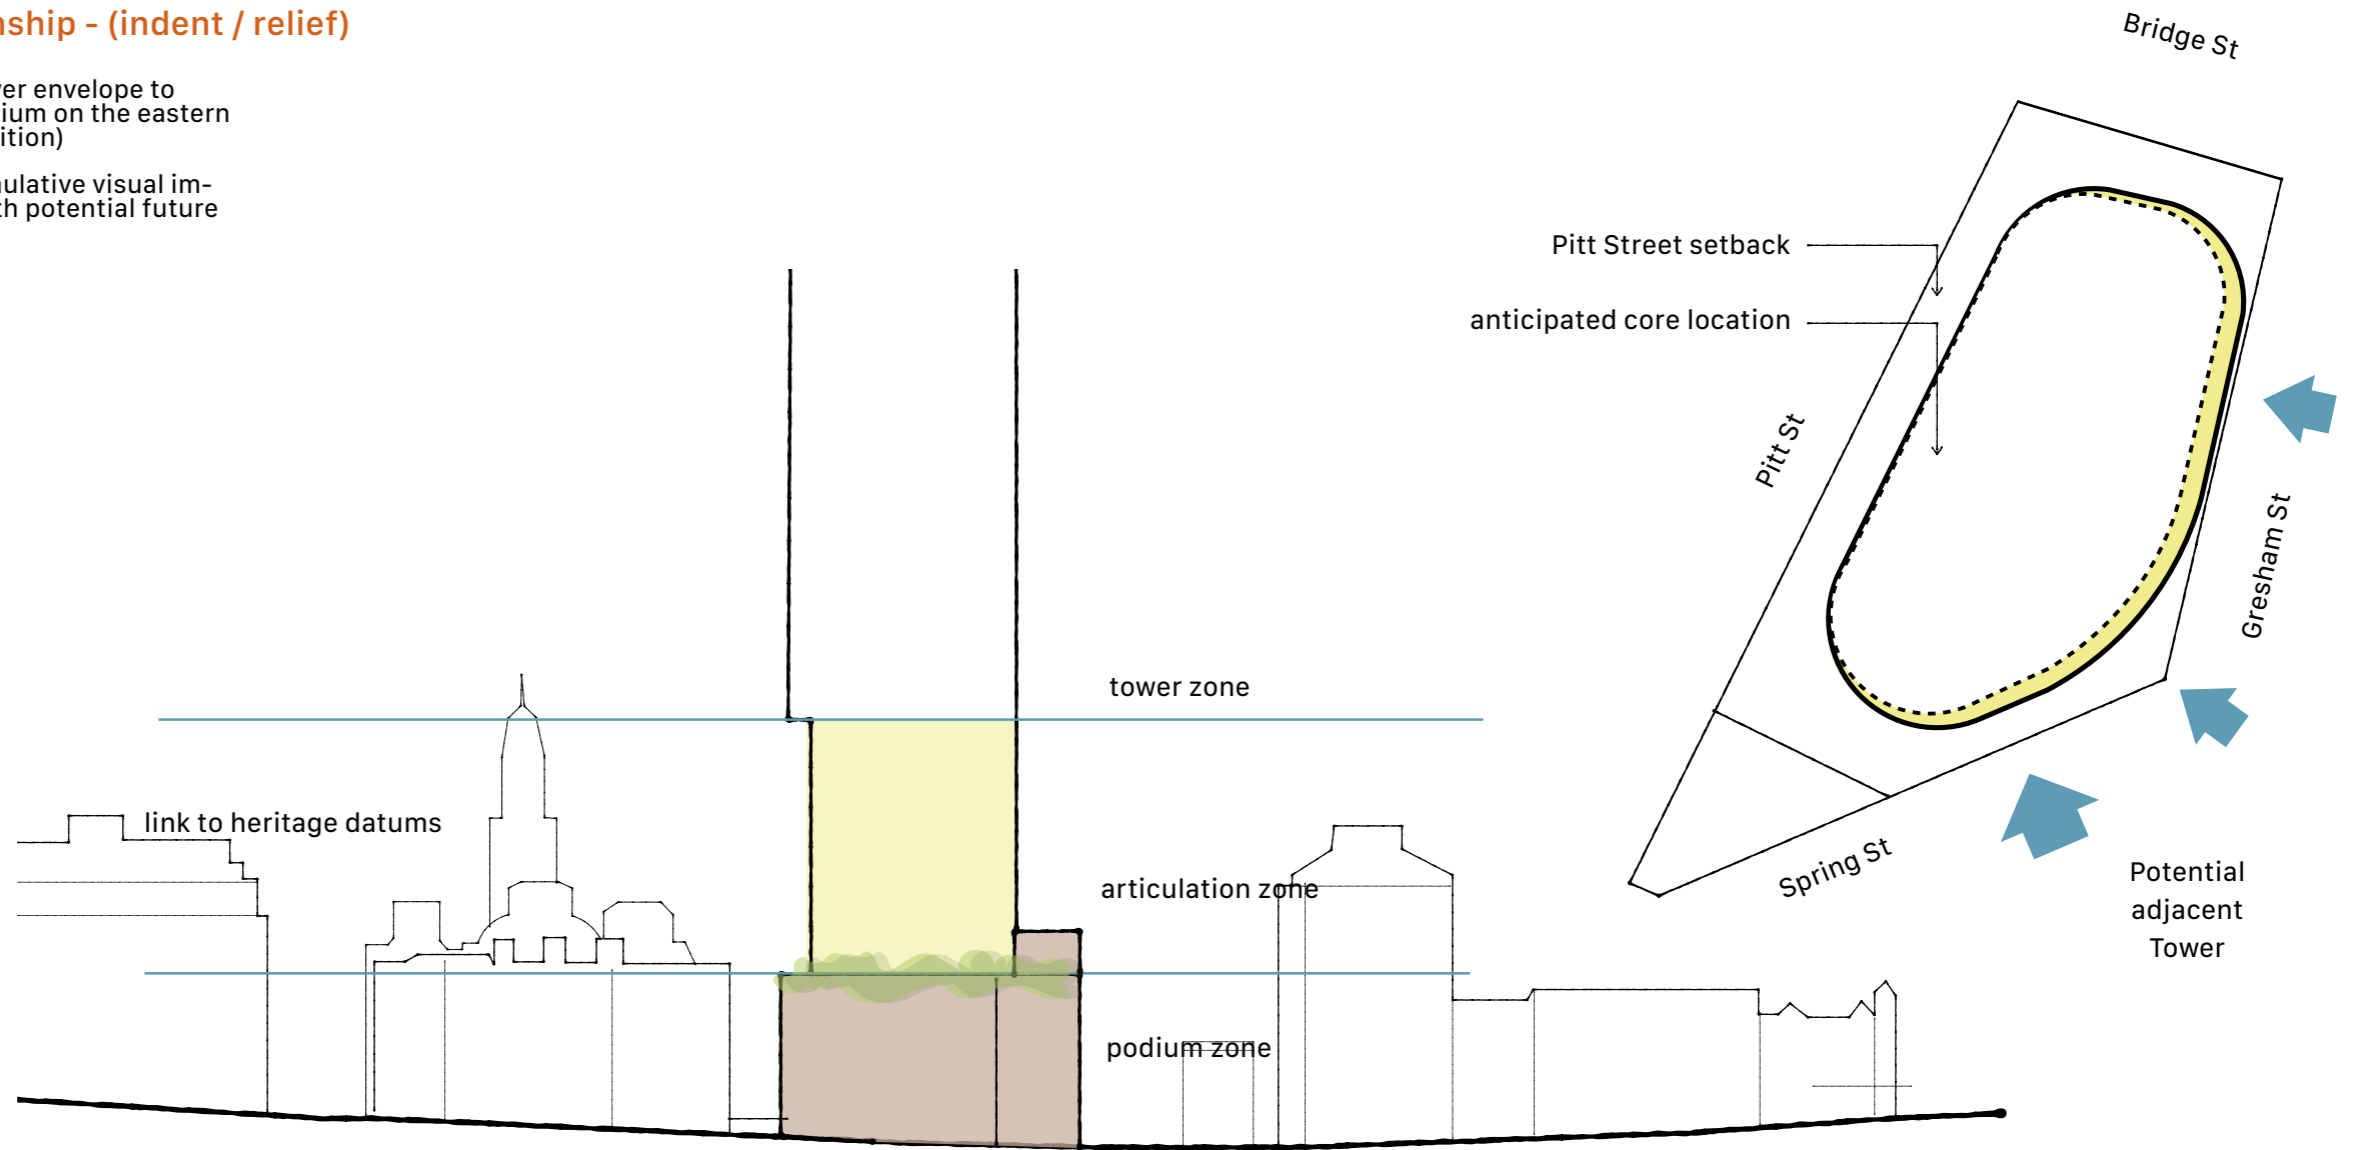 nship - (indent / relief)
er envelope to
ium on the eastern
ition)
ulative visual im-
th potential future
Bridge St
Pitt Street setback
anticipated core location
Pitt St
Gresham St
tower zone
link to heritage datums
articulation zone
Spring St
Potential
adjacent
Tower
podium zone